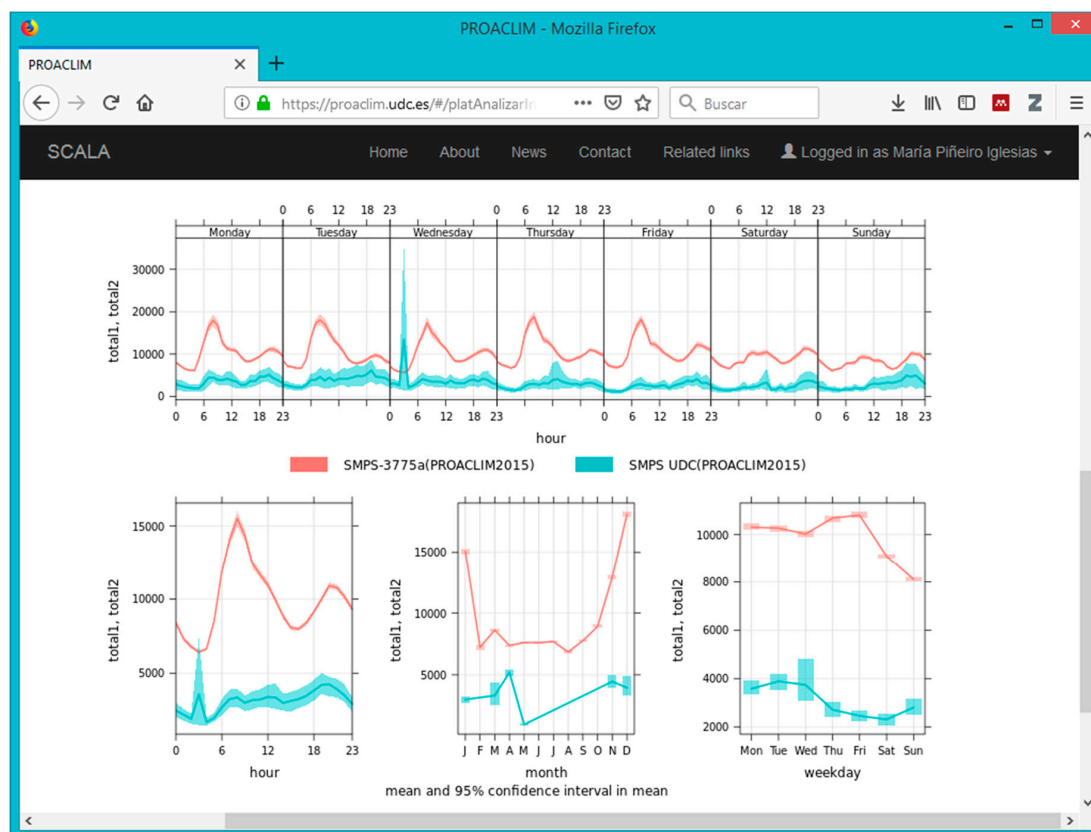 PROACLIM - Mozilla Firefox
PROACLIM
https://proaclim.udc.es/#/platAnalizarIn
Buscar
SCALA Home About News Contact Related links Logged in as María Piñeiro Iglesias
0 6 12 18 23 0 6 12 18 23 0 6 12 18 23
Monday Tuesday Wednesday Thursday Friday Saturday Sunday
total1, total2
30000
20000
10000
0
0 6 12 18 23 0 6 12 18 23 0 6 12 18 23 0 6 12 18 23
hour
SMPS-3775a(PROACLIM2015) SMPS UDC(PROACLIM2015)
total1, total2
15000
10000
5000
0 6 12 18 23
hour
total1, total2
15000
10000
5000
J F M A M J J A S O N D
month
total1, total2
10000
8000
6000
4000
2000
Mon Tue Wed Thu Fri Sat Sun
weekday
mean and 95% confidence interval in mean